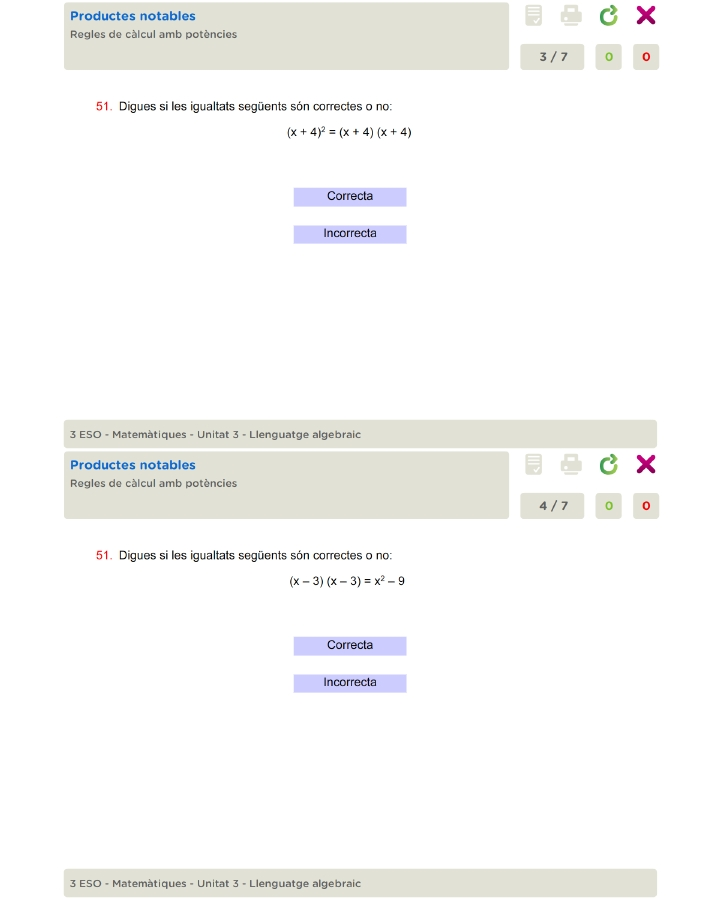 Productes notables
Regles de càlcul amb potències
3 / 7 0 0
51. Digues si les igualtats següents són correctes o no:
(x + 4)² = (x + 4) (x + 4)
Correcta
Incorrecta
3 ESO - Matemàtiques - Unitat 3 - Llenguatge algebraic
Productes notables
Regles de càlcul amb potències
4 / 7 0 0
51. Digues si les igualtats següents són correctes o no:
(x – 3) (x – 3) = x² – 9
Correcta
Incorrecta
3 ESO - Matemàtiques - Unitat 3 - Llenguatge algebraic